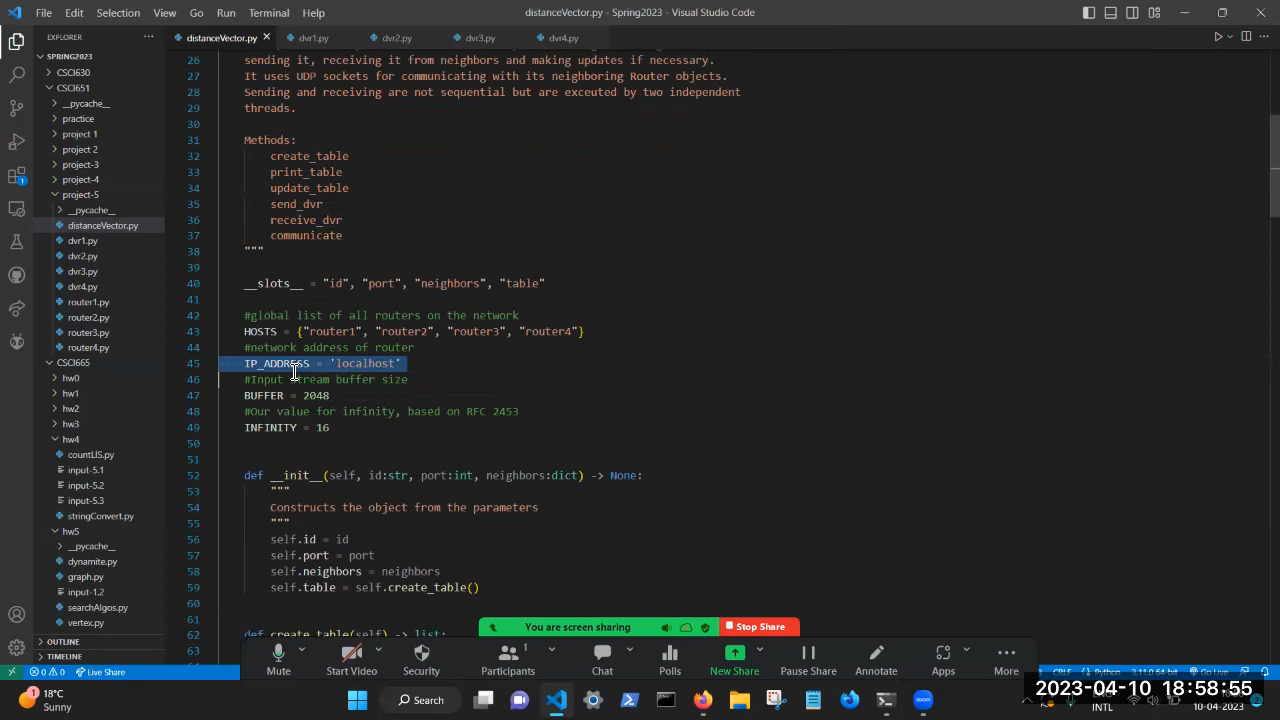 File Edit Selection View Go Run Terminal Help
distanceVector.py - Spring2023 - Visual Studio Code
EXPLORER
distanceVector.py
dvr1.py
dvr2.py
dvr3.py
dvr4.py
SPRING2023
CSCI630
CSCI651
__pycache__
practice
project 1
project 2
project-3
project-4
project-5
__pycache__
distanceVector.py
dvr1.py
dvr2.py
dvr3.py
dvr4.py
router1.py
router2.py
router3.py
router4.py
CSCI665
hw0
hw1
hw2
hw3
hw4
countLIS.py
input-5.1
input-5.2
input-5.3
stringConvert.py
hw5
__pycache__
dynamite.py
graph.py
input-1.2
searchAlgos.py
vertex.py
OUTLINE
TIMELINE
26 sending it, receiving it from neighbors and making updates if necessary.
27 It uses UDP sockets for communicating with its neighboring Router objects.
28 Sending and receiving are not sequential but are exceuted by two independent
29 threads.
30
31 Methods:
32 create_table
33 print_table
34 update_table
35 send_dvr
36 receive_dvr
37 communicate
38 """
39
40 __slots__ = "id", "port", "neighbors", "table"
41
42 #global list of all routers on the network
43 HOSTS = {"router1", "router2", "router3", "router4"}
44 #network address of router
45 IP_ADDRESS = 'localhost'
46 #Input stream buffer size
47 BUFFER = 2048
48 #Our value for infinity, based on RFC 2453
49 INFINITY = 16
50
51
52 def __init__(self, id:str, port:int, neighbors:dict) -> None:
53 """
54 Constructs the object from the parameters
55 """
56 self.id = id
57 self.port = port
58 self.neighbors = neighbors
59 self.table = self.create_table()
60
61
62 def create_table(self) -> list:
63
You are screen sharing
Stop Share
Mute
Start Video
Security
1
Participants
Chat
Polls
New Share
Pause Share
Annotate
Apps
More
0 0 Live Share
CRLF Python 3.11.0 64-bit Go Live
18°C
Sunny
Search
INTL
2023-04-10 18:58:55
10-04-2023